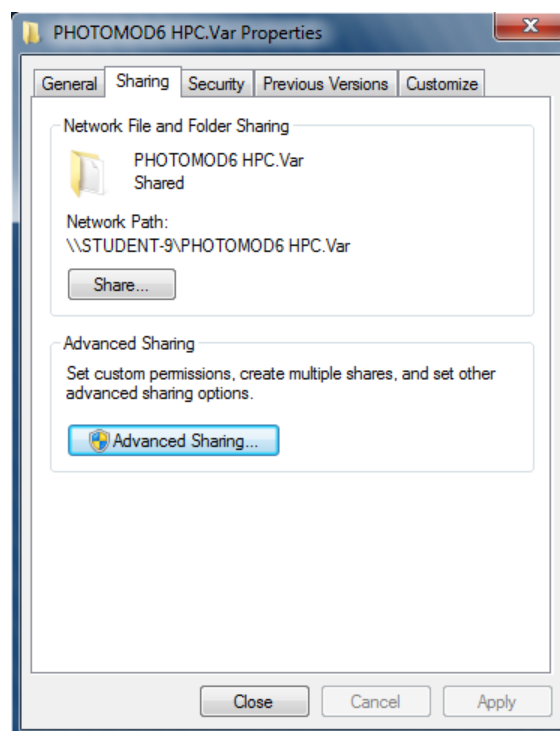 PHOTOMOD6 HPC.Var Properties
General Sharing Security Previous Versions Customize
Network File and Folder Sharing
PHOTOMOD6 HPC.Var
Shared
Network Path:
\\STUDENT-9\PHOTOMOD6 HPC.Var
Share...
Advanced Sharing
Set custom permissions, create multiple shares, and set other
advanced sharing options.
Advanced Sharing...
Close Cancel Apply